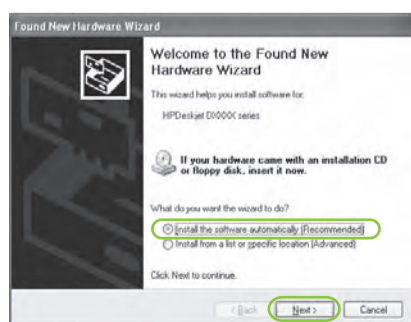 Found New Hardware Wizard
Welcome to the Found New
Hardware Wizard
This wizard helps you install software for:
HPDeskjet DXXXX series
If your hardware came with an installation CD
or floppy disk, insert it now.
What do you want the wizard to do?
Install the software automatically (Recommended)
Install from a list or specific location (Advanced)
Click Next to continue.
< Back
Next >
Cancel